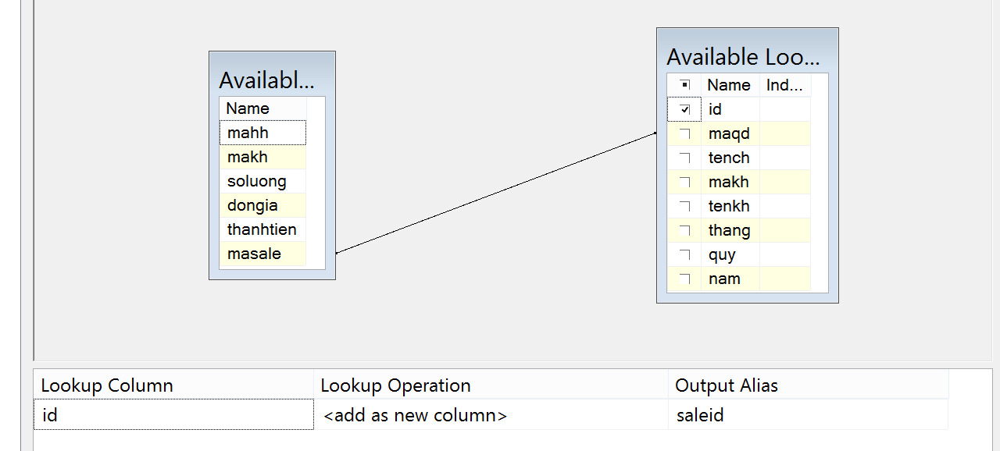 Availabl...
Name
mahh
makh
soluong
dongia
thanhtien
masale
Available Loo...
Name Ind...
id
maqd
tench
makh
tenkh
thang
quy
nam
Lookup Column Lookup Operation Output Alias
id <add as new column> saleid